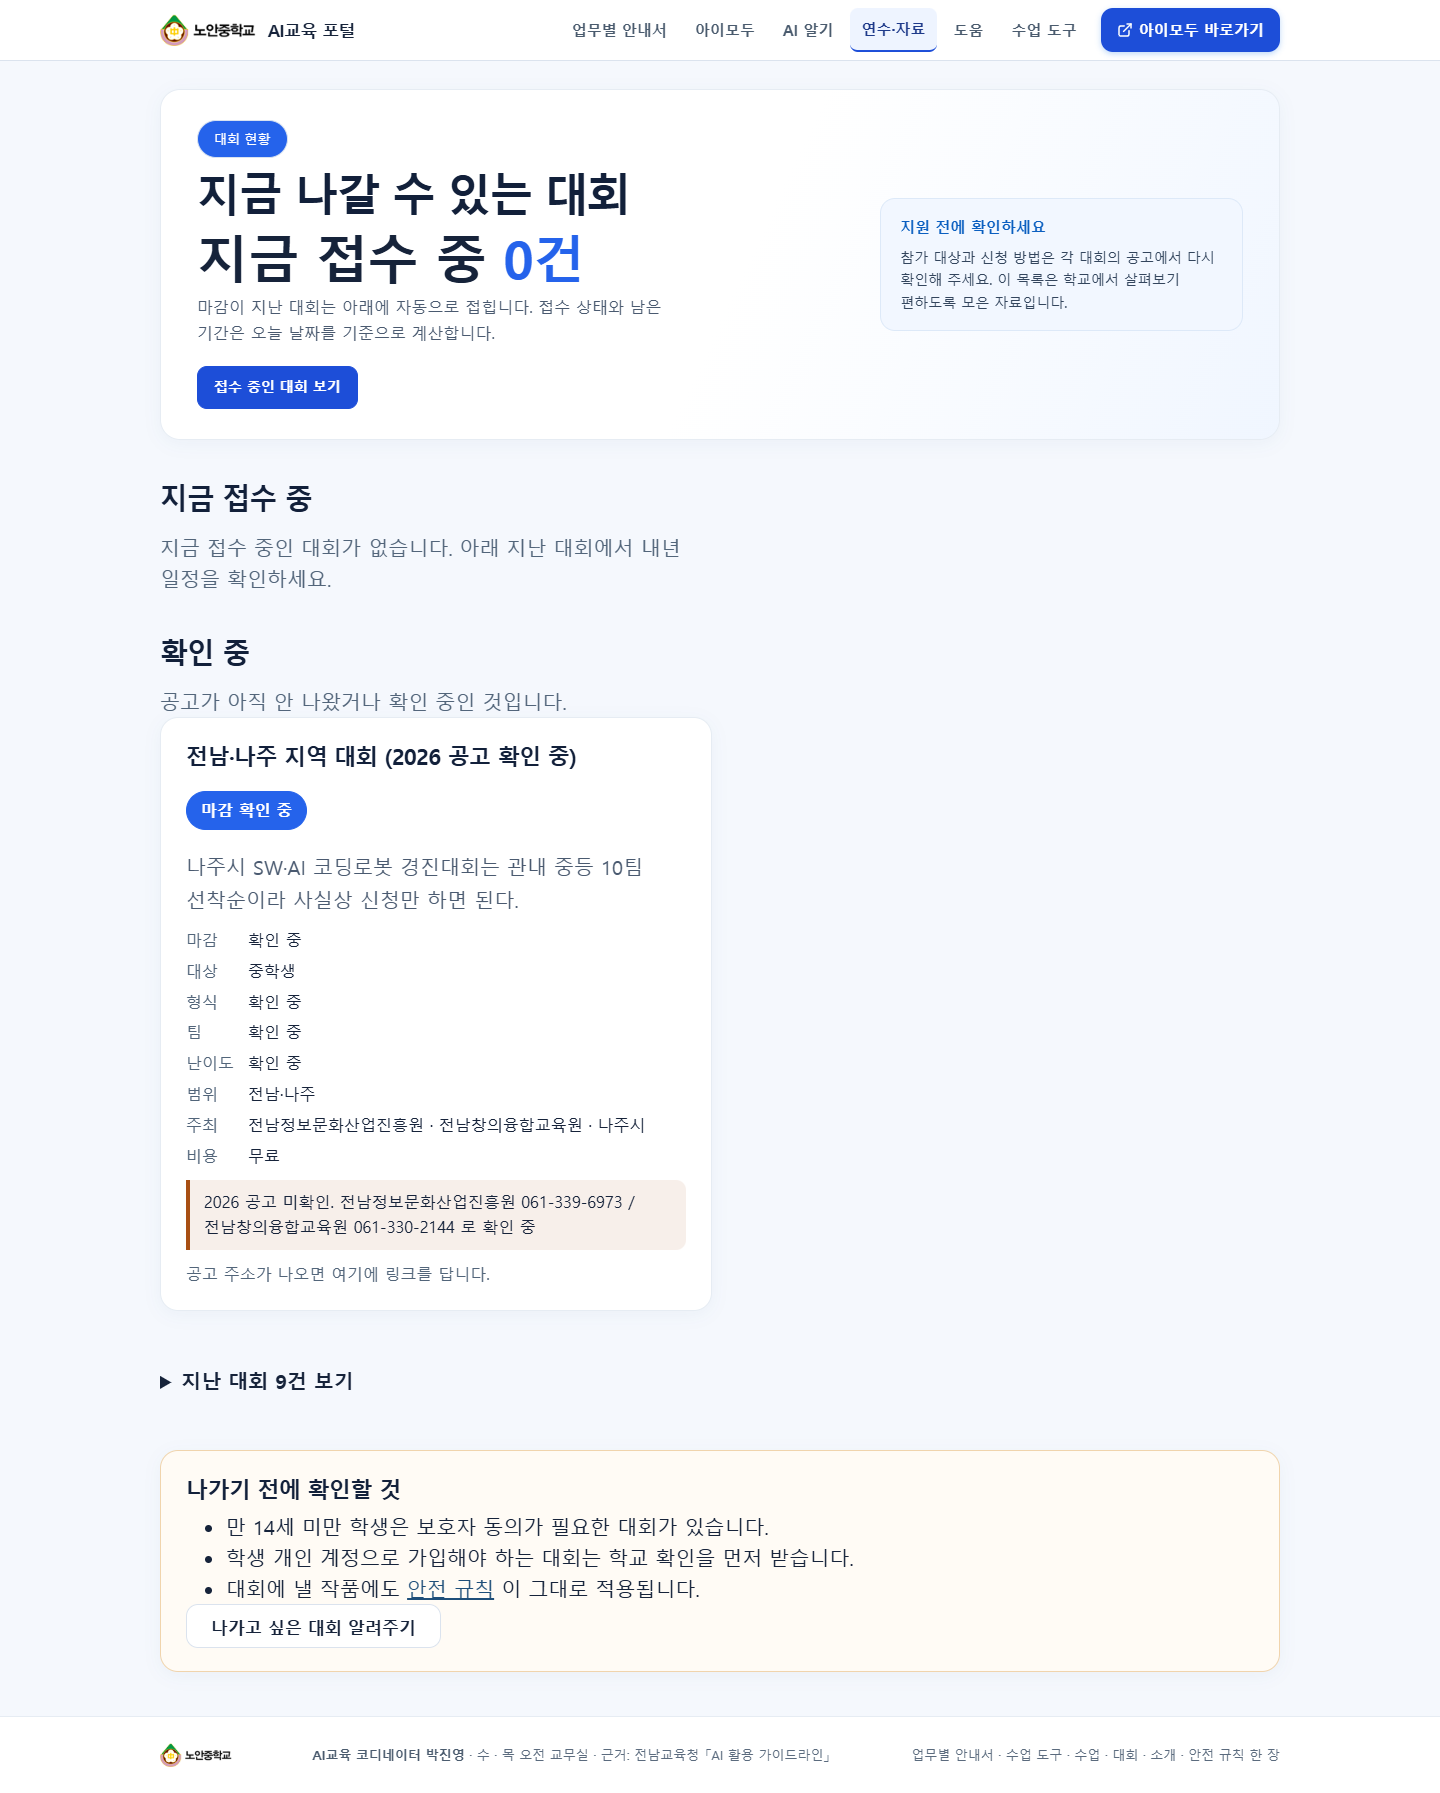 노안중학교 AI교육 포털
업무별 안내서 아이모두 AI 알기 연수·자료 도움 수업 도구 아이모두 바로가기
대회 현황
지금 나갈 수 있는 대회
지금 접수 중 0건
마감이 지난 대회는 아래에 자동으로 접힙니다. 접수 상태와 남은
기간은 오늘 날짜를 기준으로 계산합니다.
접수 중인 대회 보기
지원 전에 확인하세요
참가 대상과 신청 방법은 각 대회의 공고에서 다시
확인해 주세요. 이 목록은 학교에서 살펴보기
편하도록 모은 자료입니다.
지금 접수 중
지금 접수 중인 대회가 없습니다. 아래 지난 대회에서 내년
일정을 확인하세요.
확인 중
공고가 아직 안 나왔거나 확인 중인 것입니다.
전남·나주 지역 대회 (2026 공고 확인 중)
마감 확인 중
나주시 SW·AI 코딩로봇 경진대회는 관내 중등 10팀
선착순이라 사실상 신청만 하면 된다.
마감 확인 중
대상 중학생
형식 확인 중
팀 확인 중
난이도 확인 중
범위 전남·나주
주최 전남정보문화산업진흥원 · 전남창의융합교육원 · 나주시
비용 무료
2026 공고 미확인. 전남정보문화산업진흥원 061-339-6973 /
전남창의융합교육원 061-330-2144 로 확인 중
공고 주소가 나오면 여기에 링크를 답니다.
▶ 지난 대회 9건 보기
나가기 전에 확인할 것
• 만 14세 미만 학생은 보호자 동의가 필요한 대회가 있습니다.
• 학생 개인 계정으로 가입해야 하는 대회는 학교 확인을 먼저 받습니다.
• 대회에 낼 작품에도 안전 규칙 이 그대로 적용됩니다.
나가고 싶은 대회 알려주기
노안중학교 AI교육 코디네이터 박진영 · 수 · 목 오전 교무실 · 근거: 전남교육청 「AI 활용 가이드라인」 업무별 안내서 · 수업 도구 · 수업 · 대회 · 소개 · 안전 규칙 한 장